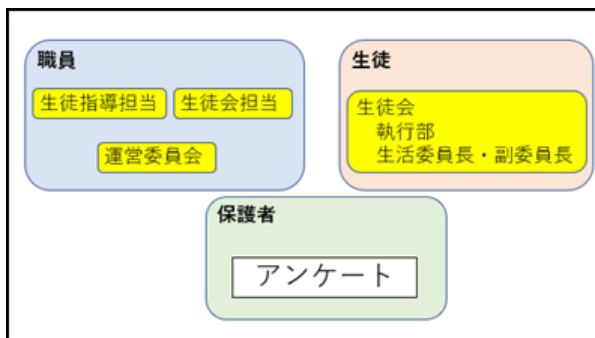 職員
生徒指導担当
生徒会担当
運営委員会
生徒
生徒会
執行部
生活委員長・副委員長
保護者
アンケート